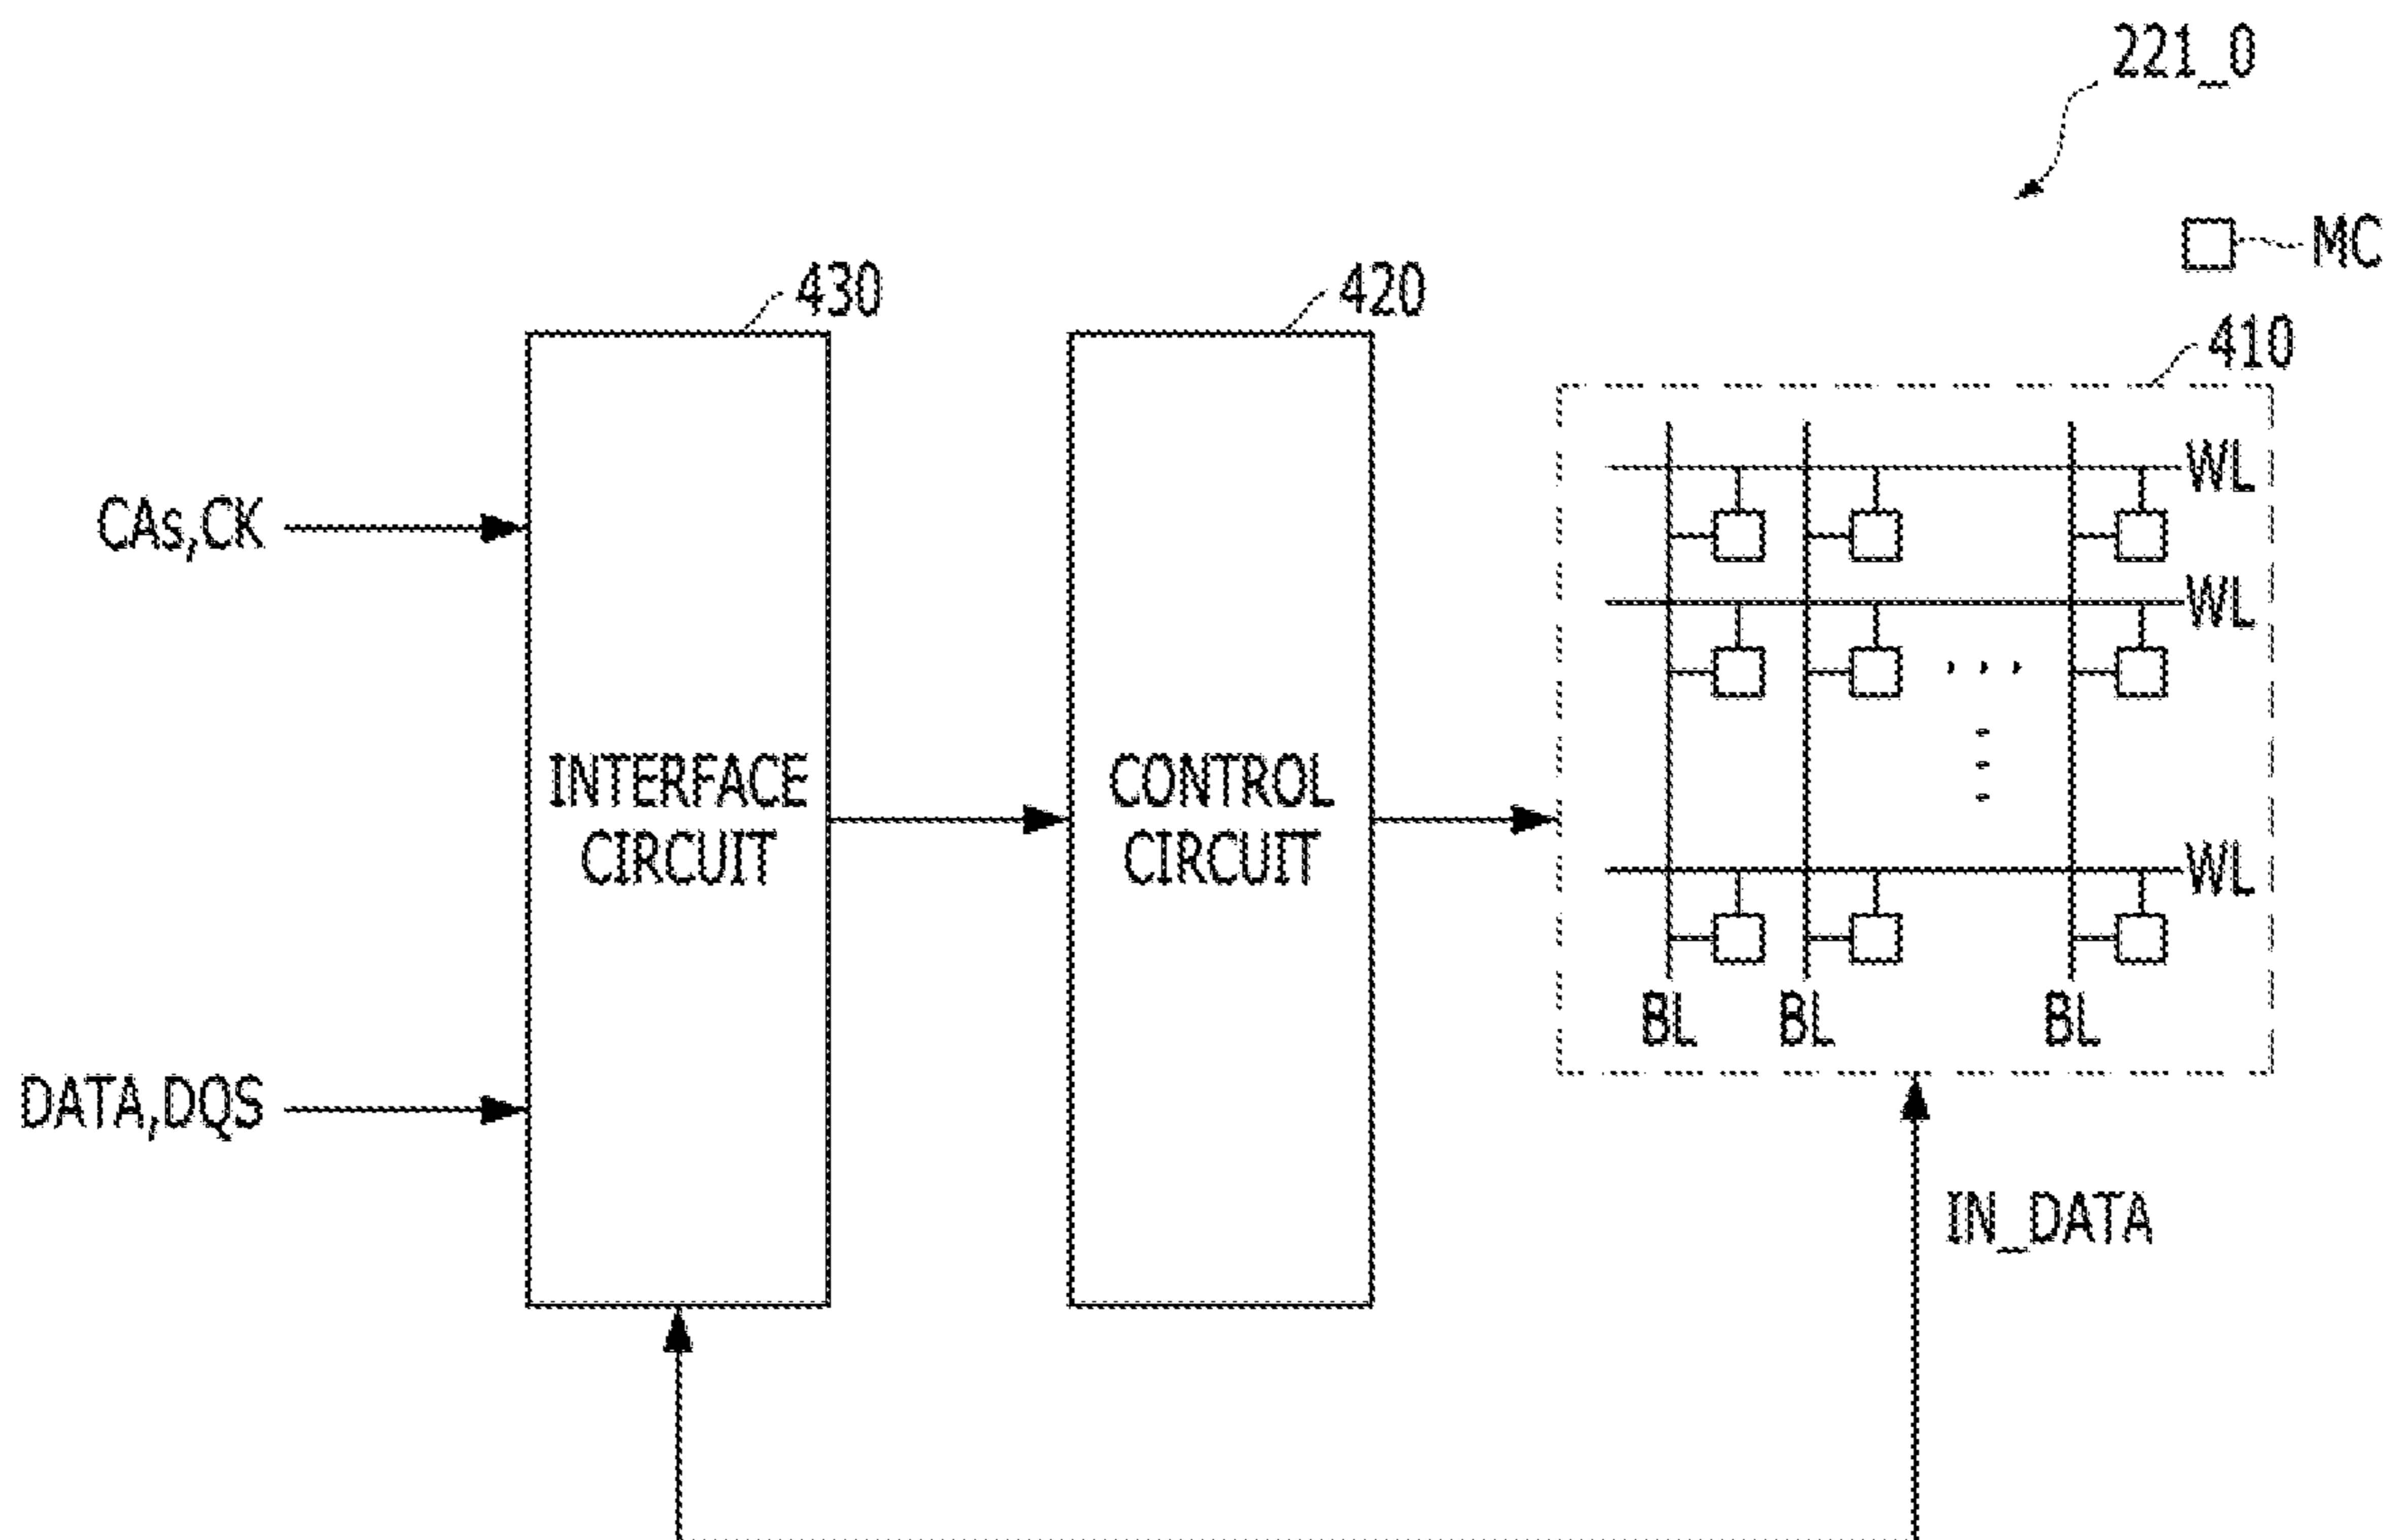 221_0
MC
430
420
410
WL
CAs,CK
WL
INTERFACE
CIRCUIT
CONTROL
CIRCUIT
WL
BL
BL
BL
DATA,DQS
IN_DATA